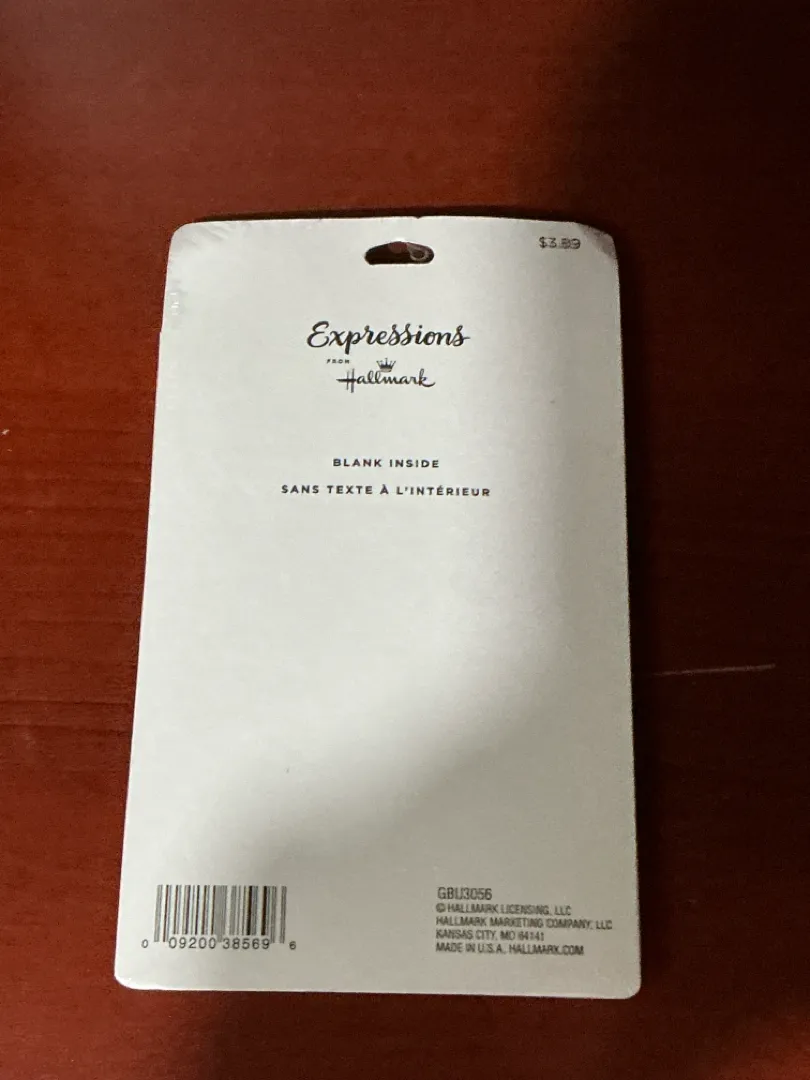 $3.99
Expressions
FROM
Hallmark
BLANK INSIDE
SANS TEXTE À L'INTÉRIEUR
0 09200 38569 6
GBU3056
© HALLMARK LICENSING, LLC
HALLMARK MARKETING COMPANY, LLC
KANSAS CITY, MO 64141
MADE IN U.S.A. HALLMARK.COM